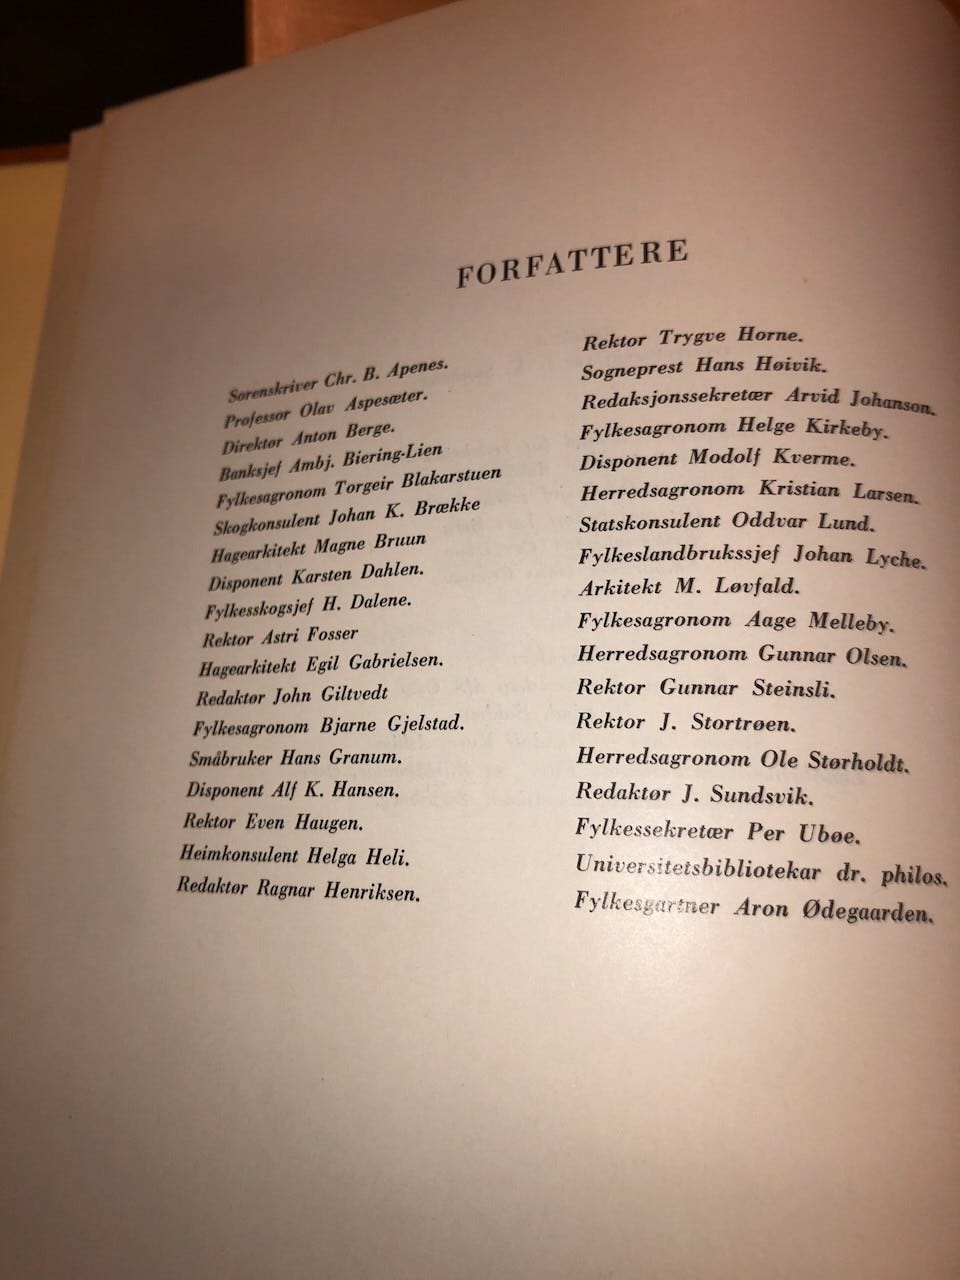 FORFATTERE
Sorenskriver Chr. B. Apenes.
Professor Olav Aspesæter.
Direktør Anton Berge.
Banksjef Ambj. Biering-Lien
Fylkesagronom Torgeir Blakarstuen
Skogkonsulent Johan K. Brække
Hagearkitekt Magne Bruun
Disponent Karsten Dahlen.
Fylkesskogsjef H. Dalene.
Rektor Astri Fosser
Hagearkitekt Egil Gabrielsen.
Redaktør John Giltvedt
Fylkesagronom Bjarne Gjelstad.
Småbruker Hans Granum.
Disponent Alf K. Hansen.
Rektor Even Haugen.
Heimkonsulent Helga Heli.
Redaktør Ragnar Henriksen.
Rektor Trygve Horne.
Sogneprest Hans Høivik.
Redaksjonssekretær Arvid Johanson.
Fylkesagronom Helge Kirkeby.
Disponent Modolf Kverme.
Herredsagronom Kristian Larsen.
Statskonsulent Oddvar Lund.
Fylkeslandbrukssjef Johan Lyche.
Arkitekt M. Løvfald.
Fylkesagronom Aage Melleby.
Herredsagronom Gunnar Olsen.
Rektor Gunnar Steinsli.
Rektor J. Stortrøen.
Herredsagronom Ole Størholdt.
Redaktør J. Sundsvik.
Fylkessekretær Per Ubøe.
Universitetsbibliotekar dr. philos.
Fylkesgartner Aron Ødegaarden.